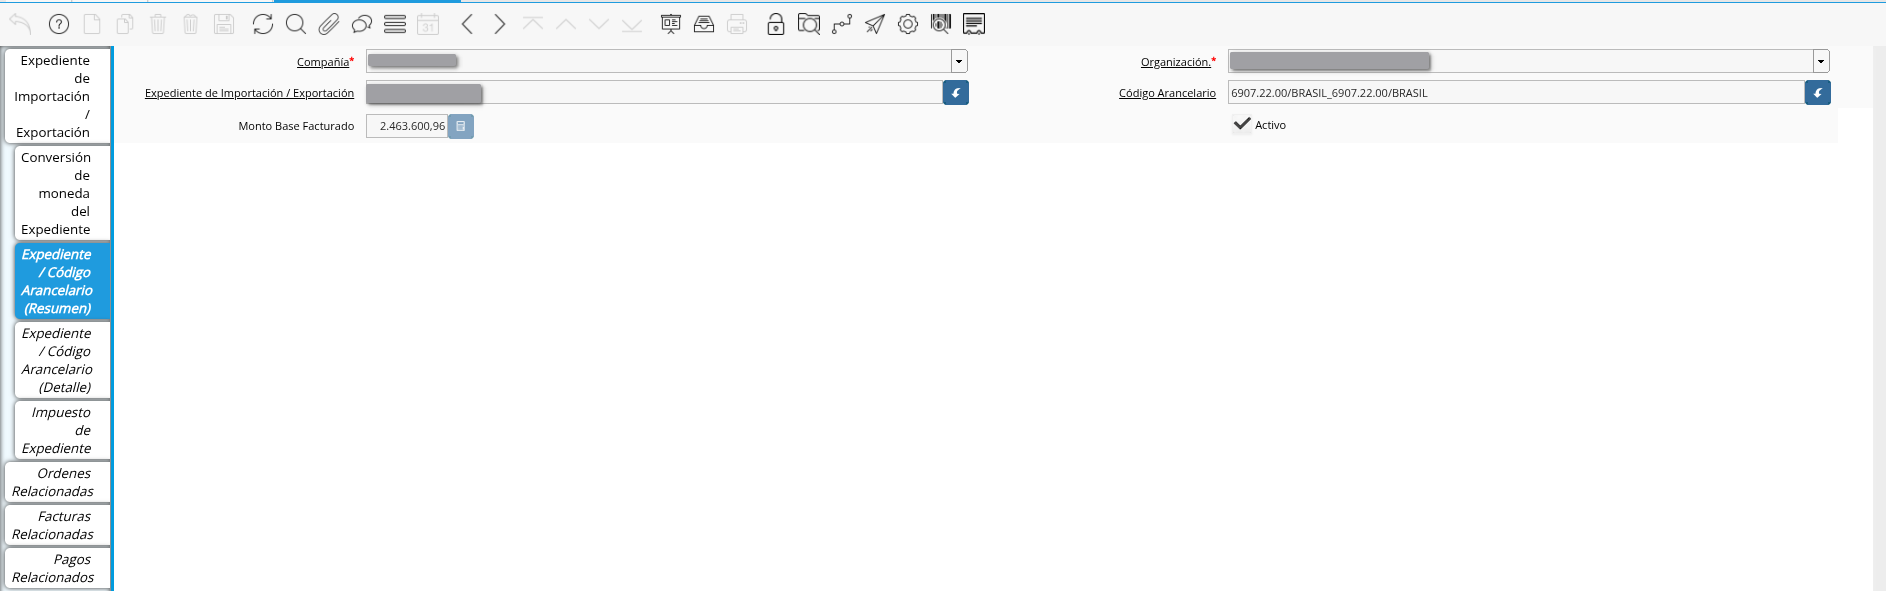 31
Expediente
de
Importación
/
Exportación
Conversión
de
moneda
del
Expediente
Expediente
/ Código
Arancelario
(Resumen)
Expediente
/ Código
Arancelario
(Detalle)
Impuesto
de
Expediente
Ordenes
Relacionadas
Facturas
Relacionadas
Pagos
Relacionados
Compañía*
Organización.*
Expediente de Importación / Exportación
Código Arancelario 6907.22.00/BRASIL_6907.22.00/BRASIL
Monto Base Facturado 2.463.600,96
Activo